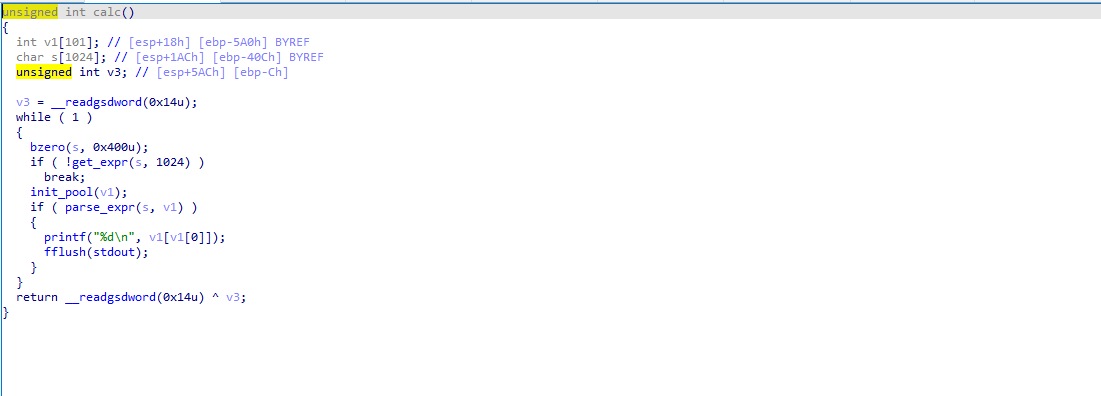 unsigned int calc()
{
  int v1[101]; // [esp+18h] [ebp-5A0h] BYREF
  char s[1024]; // [esp+1ACh] [ebp-40Ch] BYREF
  unsigned int v3; // [esp+5ACh] [ebp-Ch]

  v3 = __readgsdword(0x14u);
  while ( 1 )
  {
    bzero(s, 0x400u);
    if ( !get_expr(s, 1024) )
      break;
    init_pool(v1);
    if ( parse_expr(s, v1) )
    {
      printf("%d\n", v1[v1[0]]);
      fflush(stdout);
    }
  }
  return __readgsdword(0x14u) ^ v3;
}